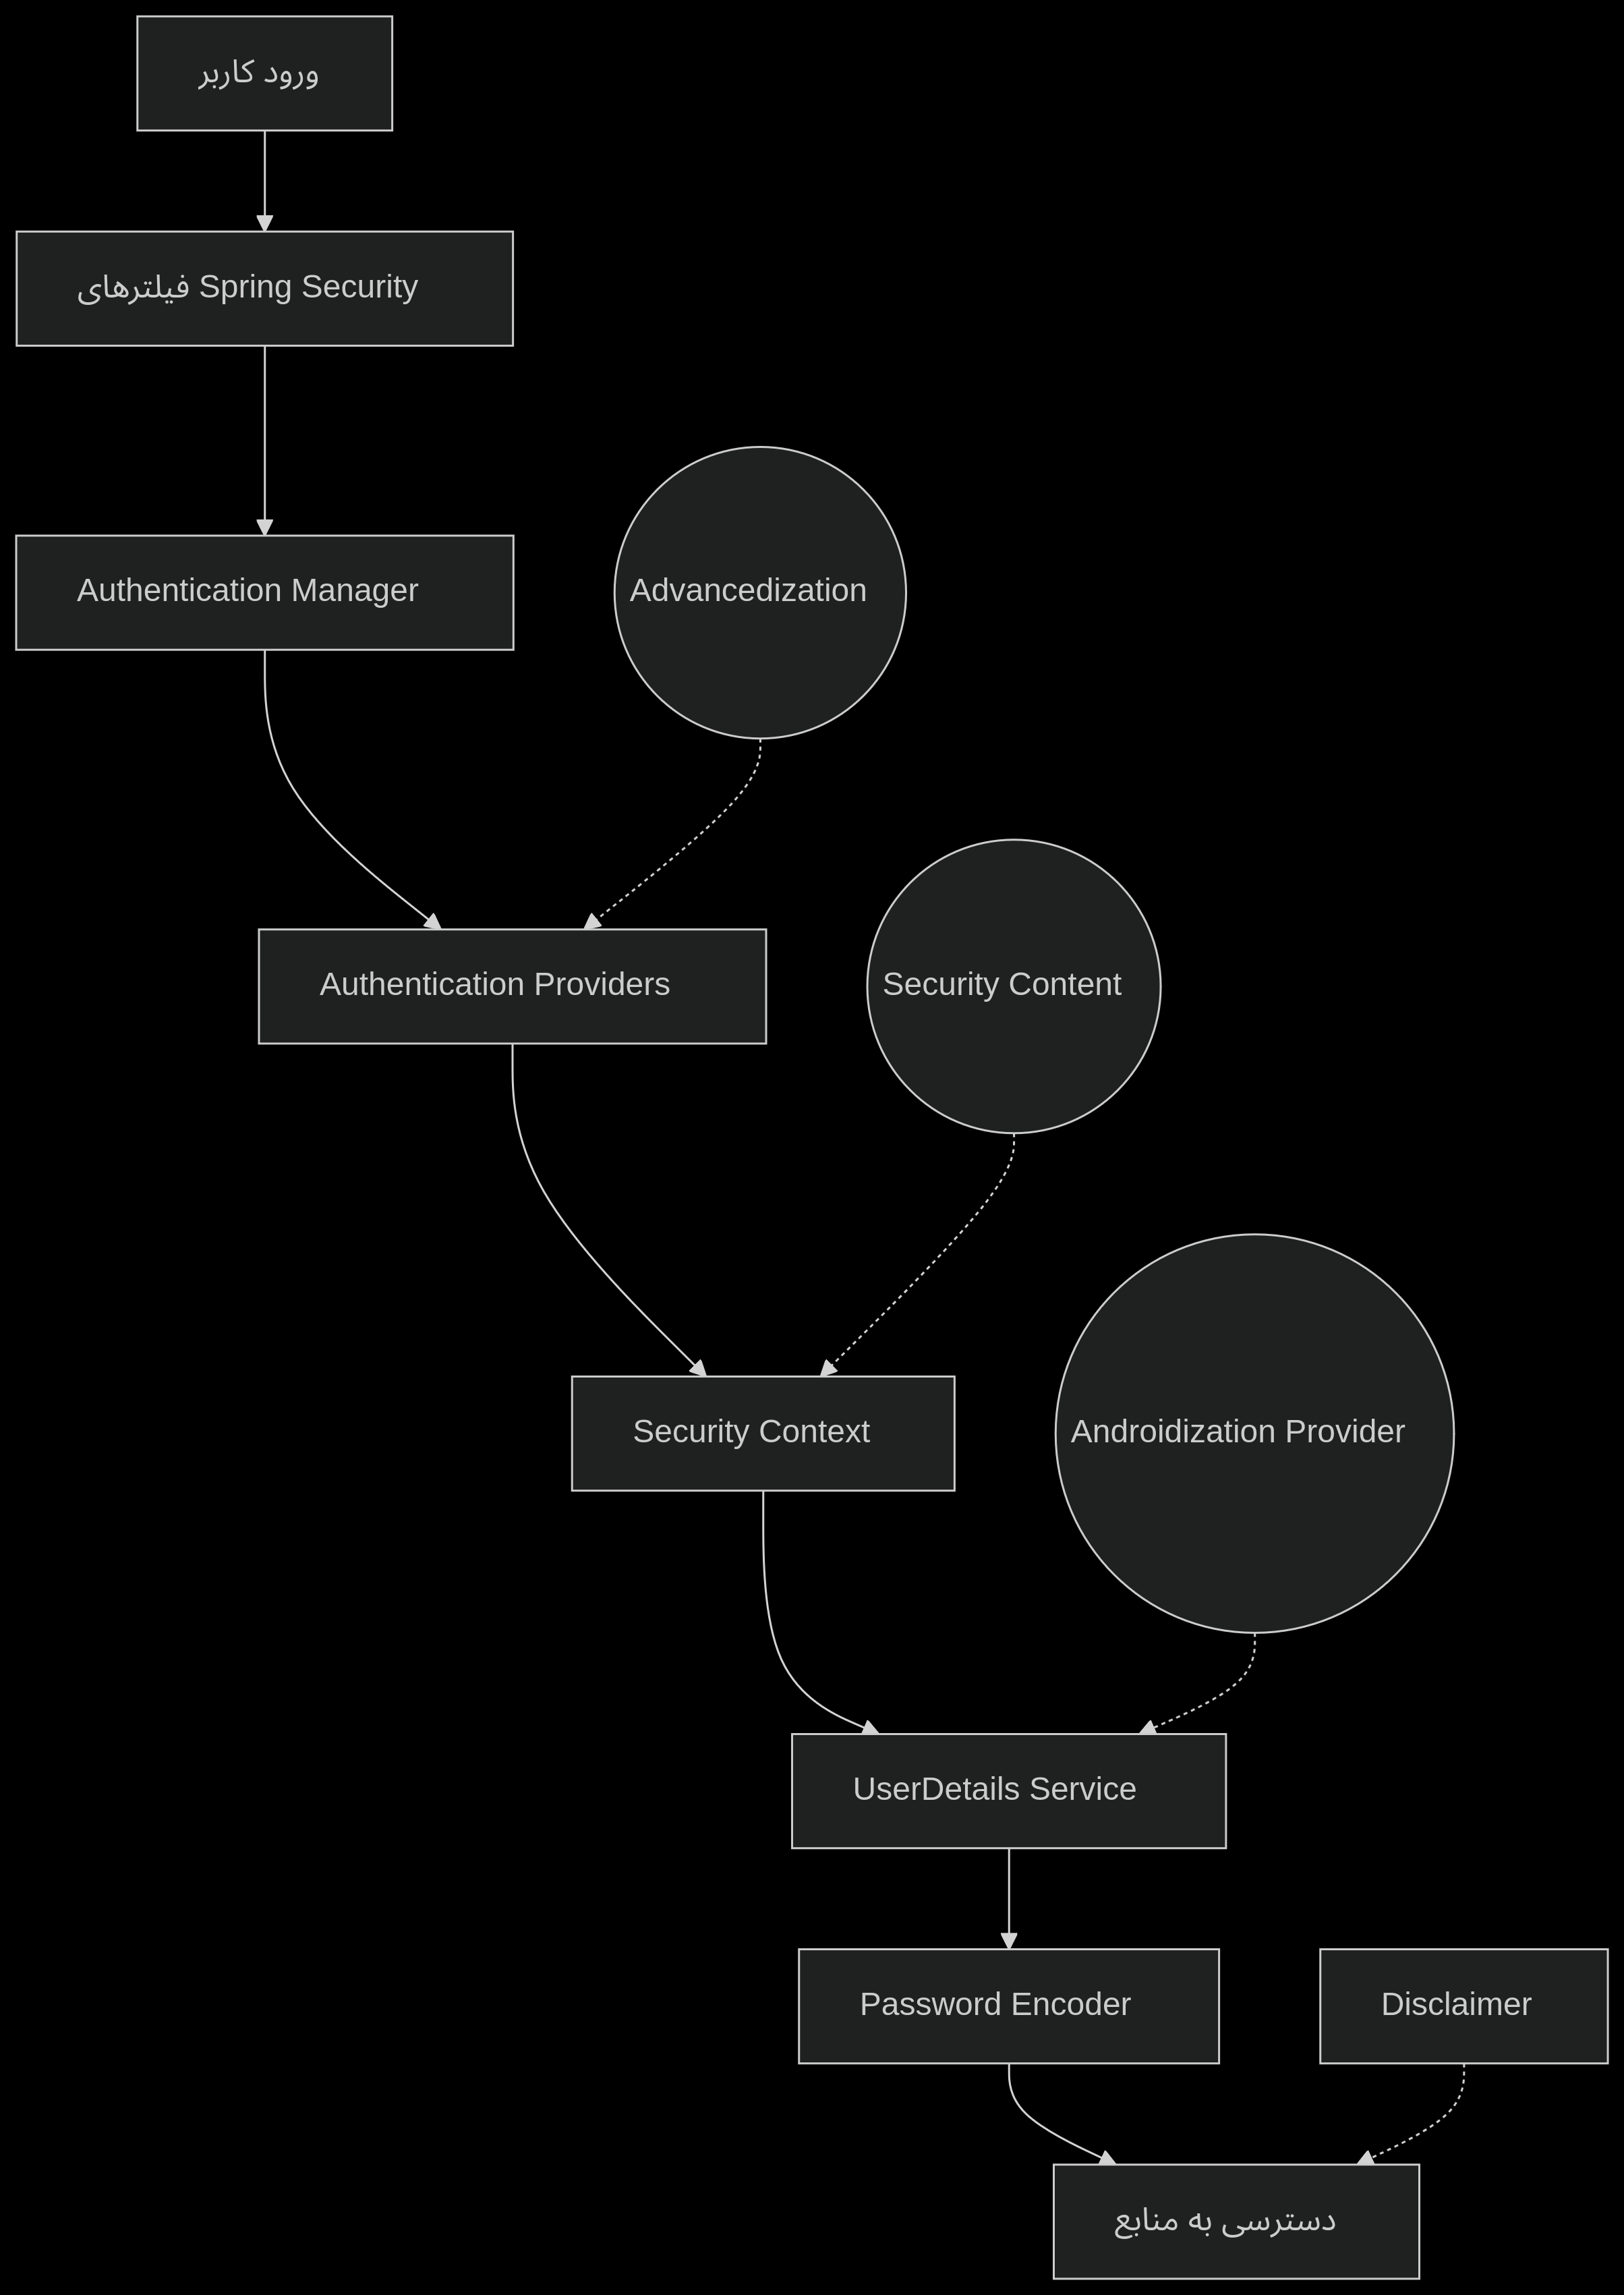 ورود کاربر
فیلترهای Spring Security
Authentication Manager
Advancedization
Authentication Providers
Security Content
Security Context
Androidization Provider
UserDetails Service
Password Encoder
Disclaimer
دسترسی به منابع